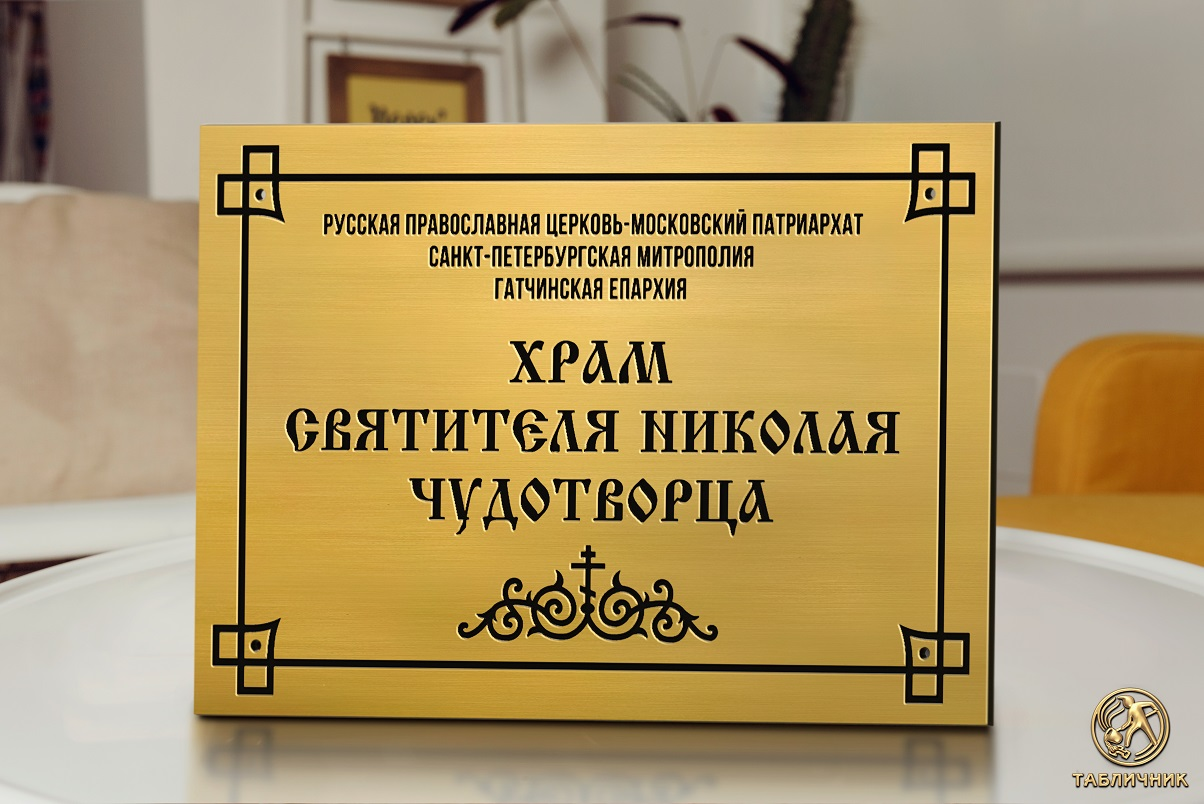 РУССКАЯ ПРАВОСЛАВНАЯ ЦЕРКОВЬ-МОСКОВСКИЙ ПАТРИАРХАТ
САНКТ-ПЕТЕРБУРГСКАЯ МИТРОПОЛИЯ
ГАТЧИНСКАЯ ЕПАРХИЯ
ХРАМ
СВЯТИТЕЛЯ НИКОЛАЯ
ЧУДОТВОРЦА
ТАБЛИЧНИК